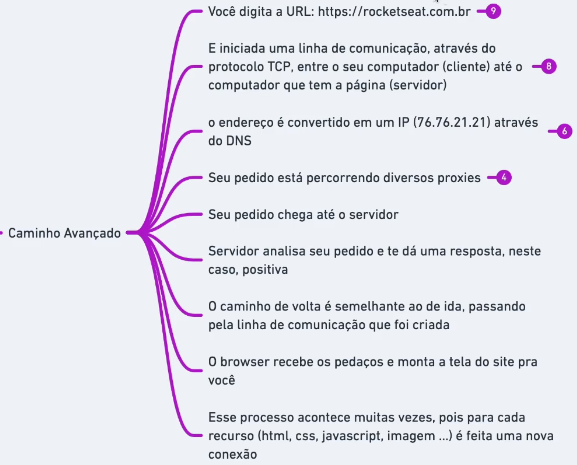 Você digita a URL: https://rocketseat.com.br 9
E iniciada uma linha de comunicação, através do
protocolo TCP, entre o seu computador (cliente) até o
computador que tem a página (servidor)
8
o endereço é convertido em um IP (76.76.21.21) através
do DNS
6
Seu pedido está percorrendo diversos proxies 4
Seu pedido chega até o servidor
Caminho Avançado
Servidor analisa seu pedido e te dá uma resposta, neste
caso, positiva
O caminho de volta é semelhante ao de ida, passando
pela linha de comunicação que foi criada
O browser recebe os pedaços e monta a tela do site pra
você
Esse processo acontece muitas vezes, pois para cada
recurso (html, css, javascript, imagem ...) é feita uma nova
conexão